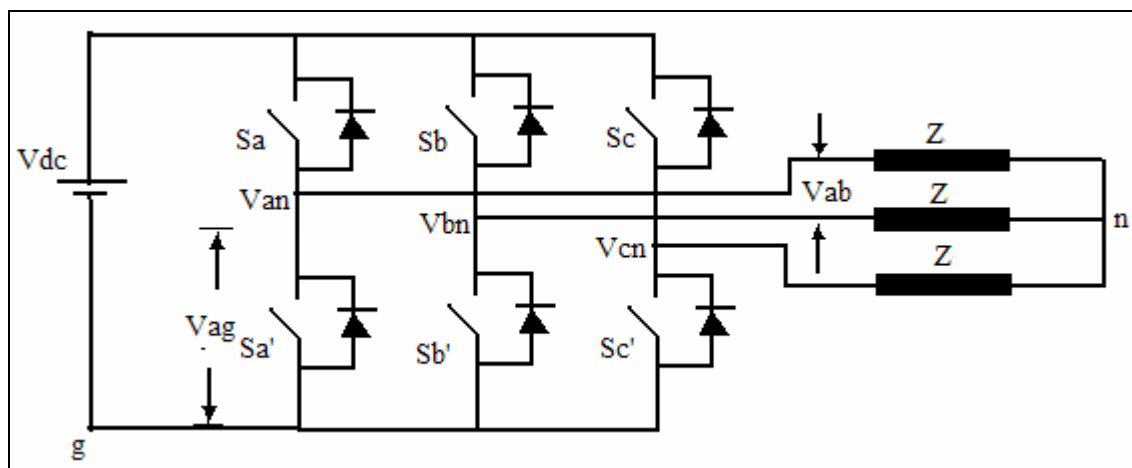 Vdc
Sa
Sb
Sc
Z
Van
Vbn
Vcn
Vab
Z
n
Z
Vag
Sa'
Sb'
Sc'
g